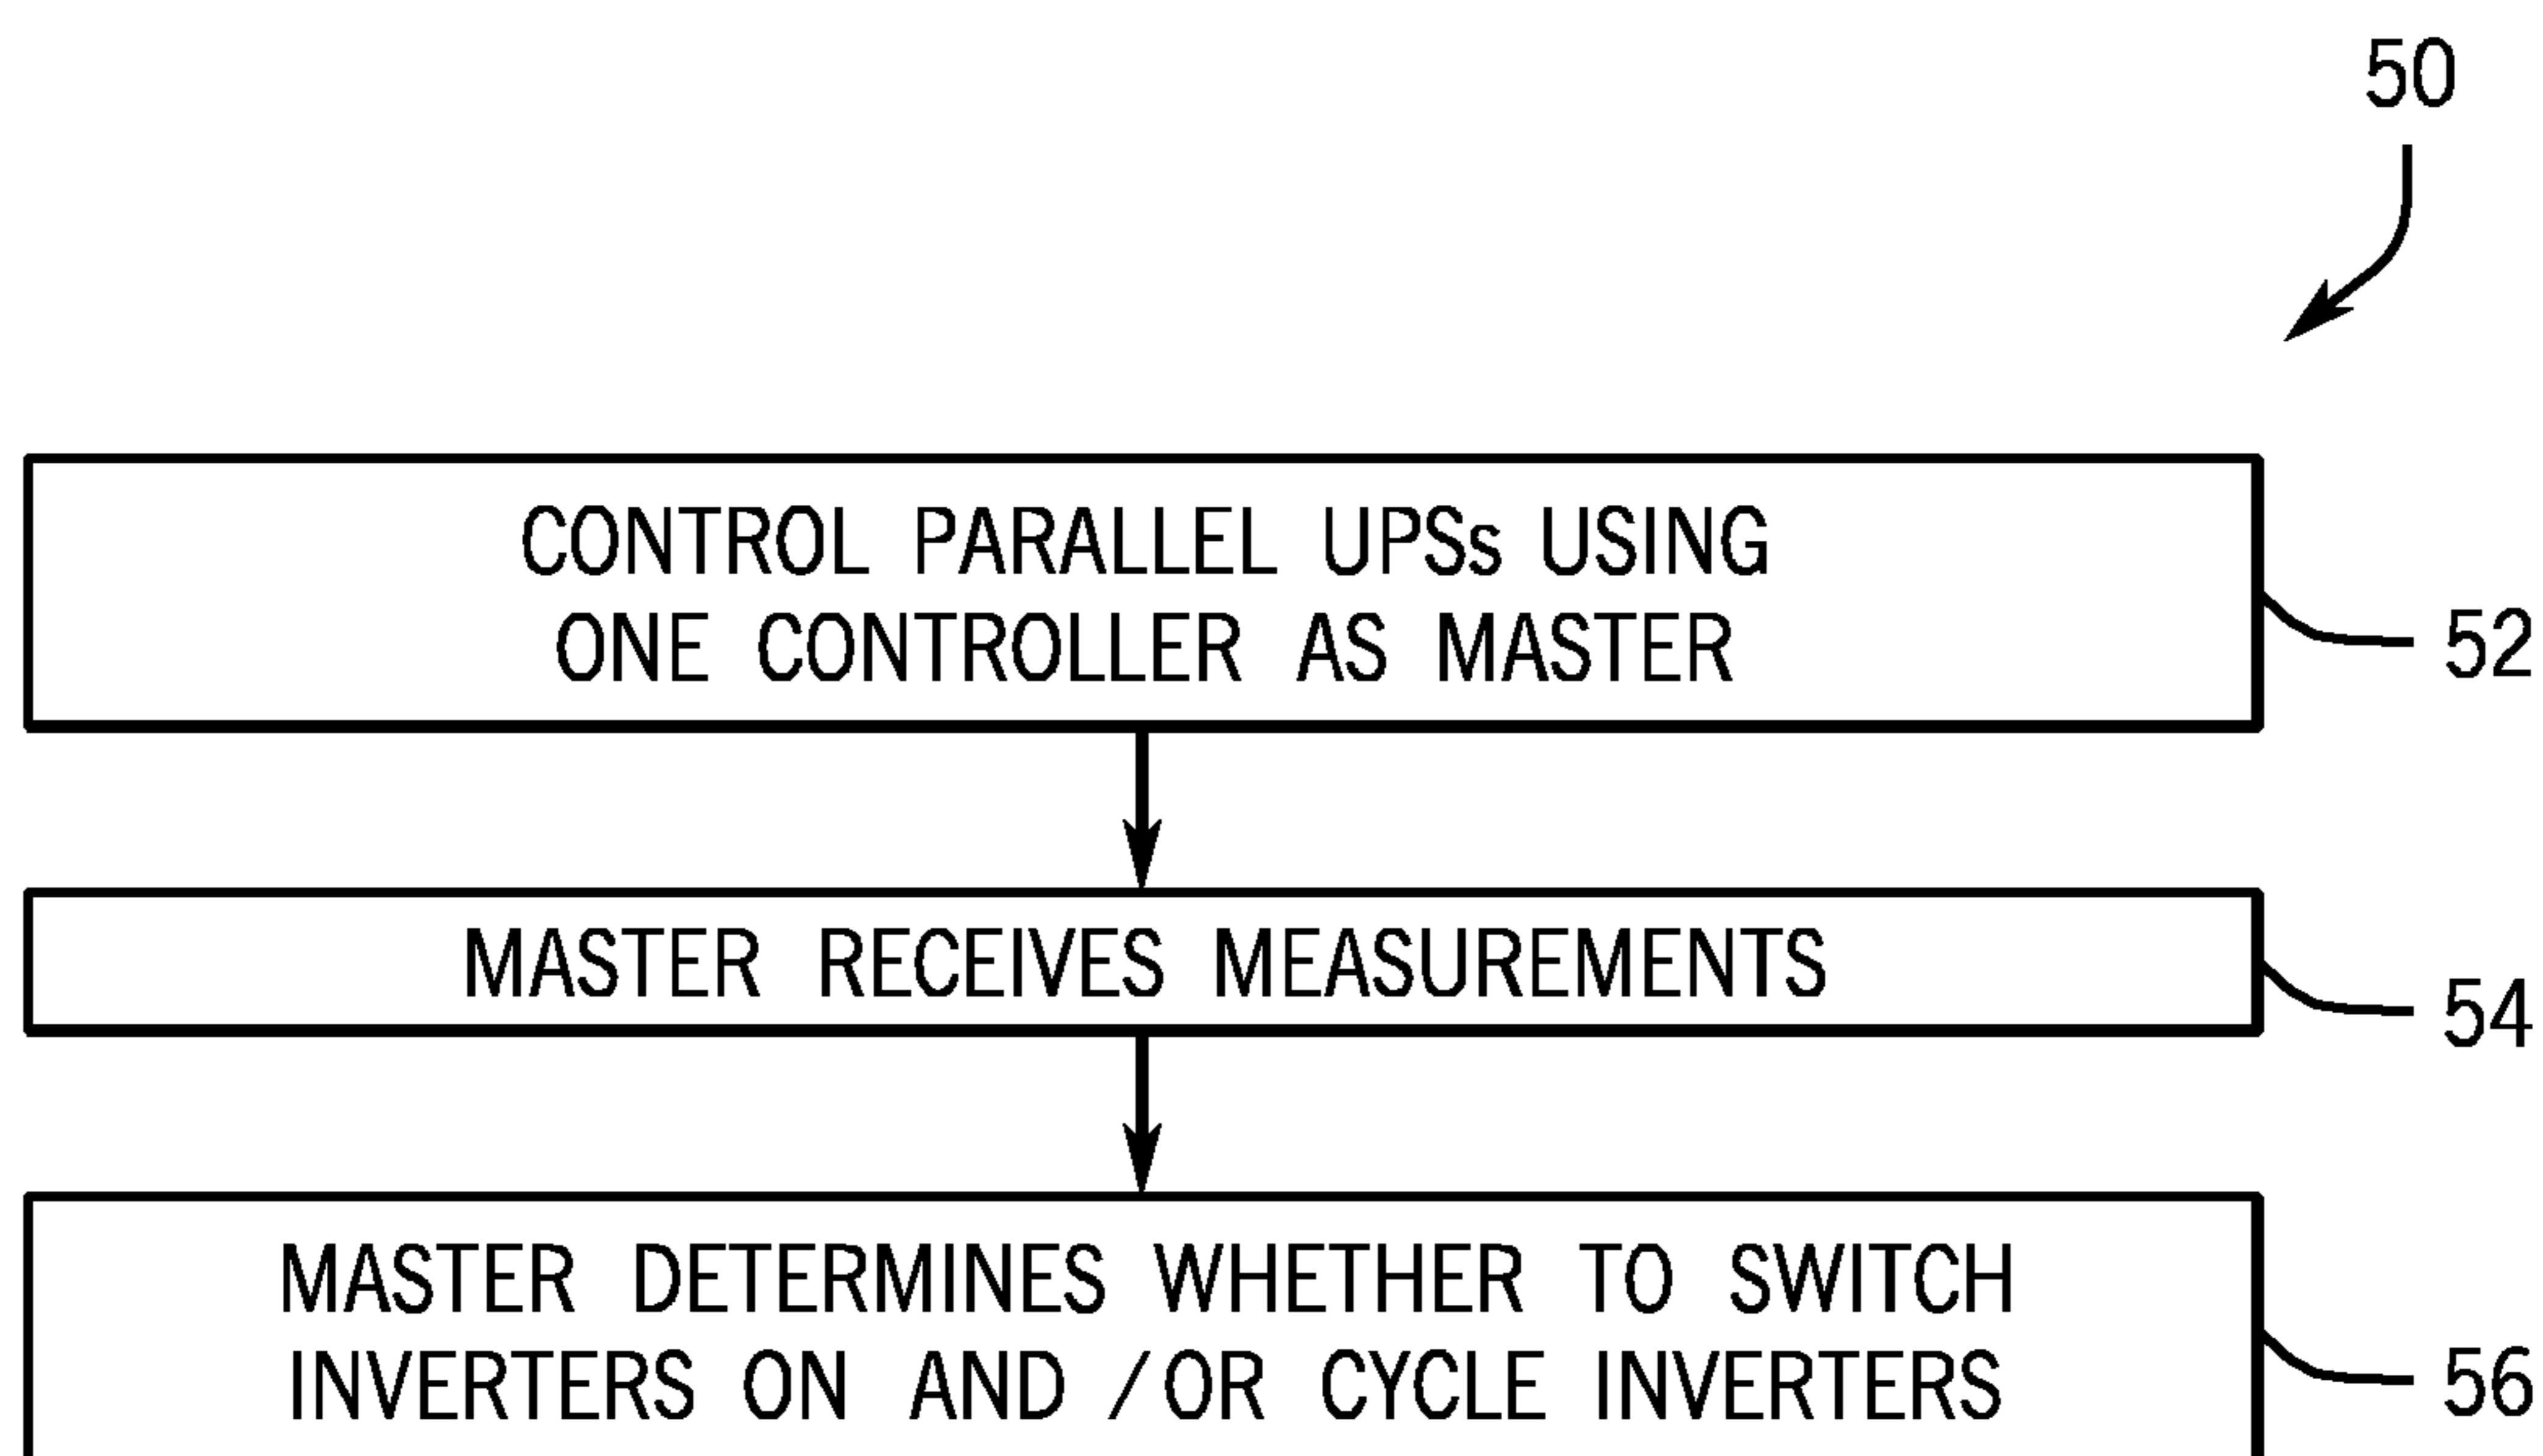 50
CONTROL PARALLEL UPSs USING
ONE CONTROLLER AS MASTER
52
MASTER RECEIVES MEASUREMENTS
54
MASTER DETERMINES WHETHER TO SWITCH
INVERTERS ON AND /OR CYCLE INVERTERS
56